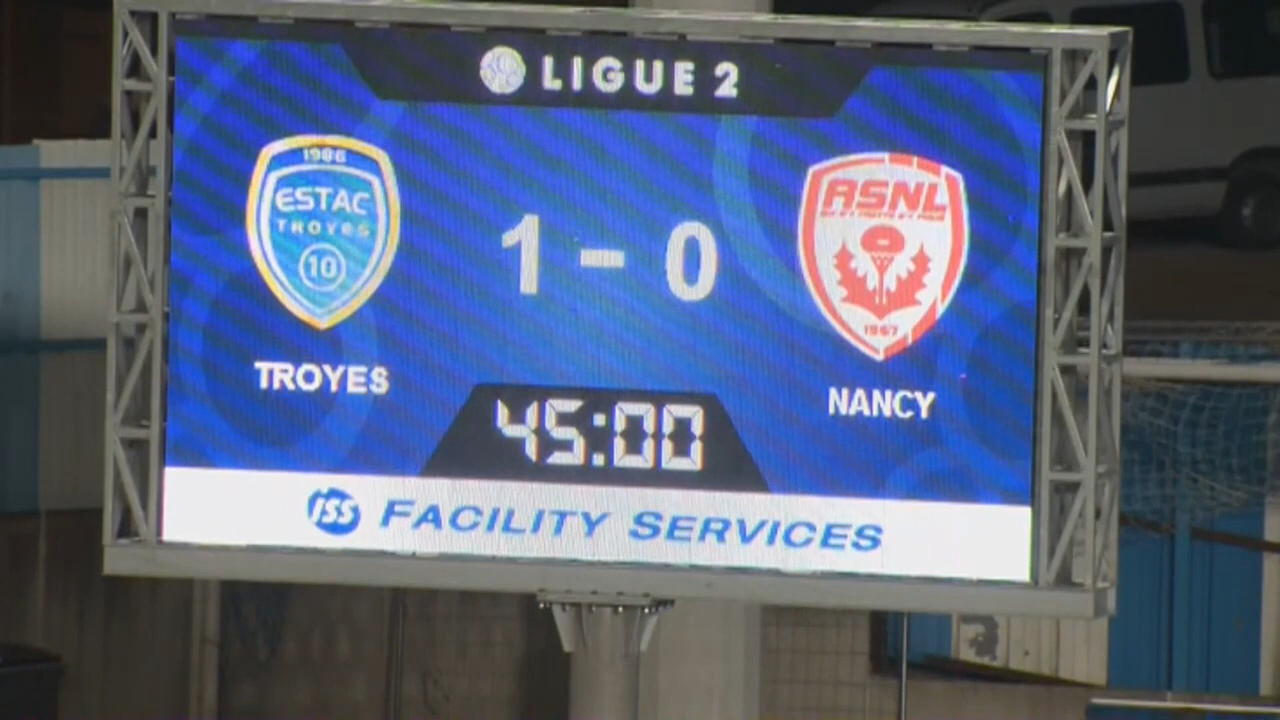 LIGUE 2
1986
ESTAC
TROYES
10
1 - 0
ASNL
1967
TROYES
NANCY
45:00
ISS FACILITY SERVICES